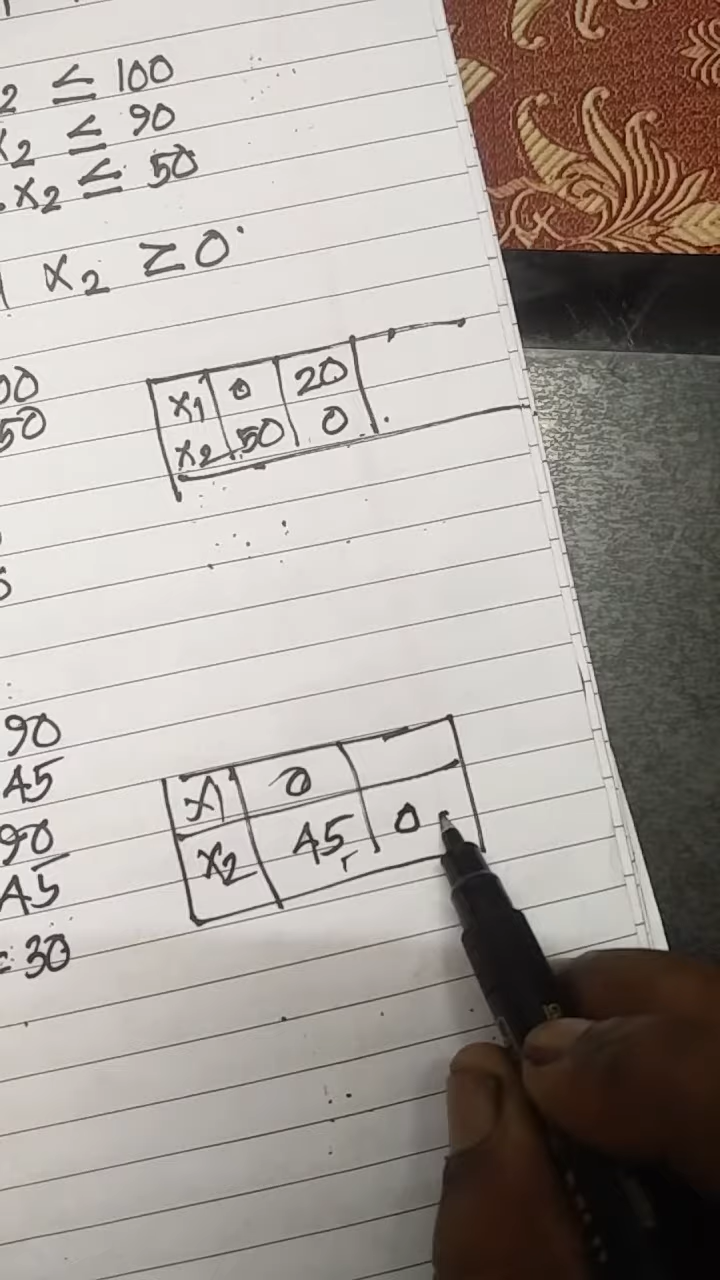 2 ≤ 100
x2 ≤ 90
x2 ≤ 50
x2 ≥ 0
00
50
x1 0 20
x2 50 0
5
90
45
90
45
= 30
x1 0
x2 45 0